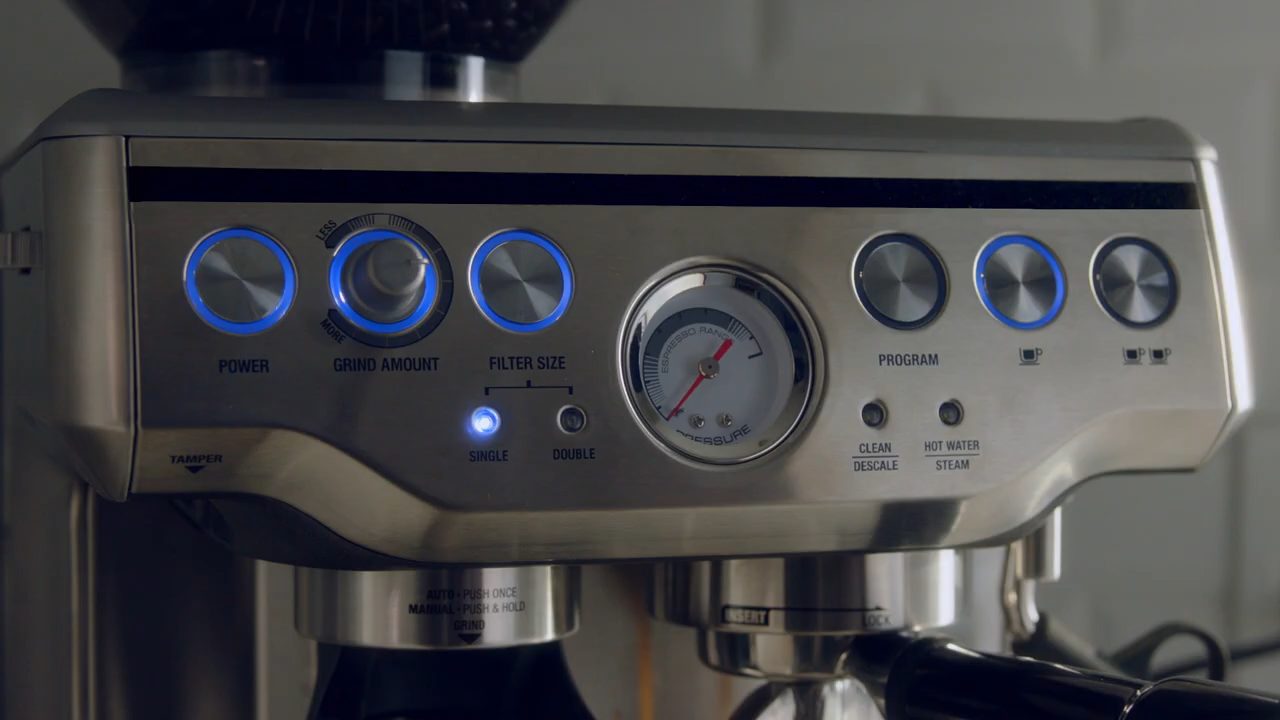 LESS
MORE
POWER
GRIND AMOUNT
FILTER SIZE
SINGLE
DOUBLE
TAMPER
ESPRESSO RANGE
PRESSURE
PROGRAM
CLEAN
DESCALE
HOT WATER
STEAM
AUTO • PUSH ONCE
MANUAL • PUSH & HOLD
GRIND
INSERT
LOCK